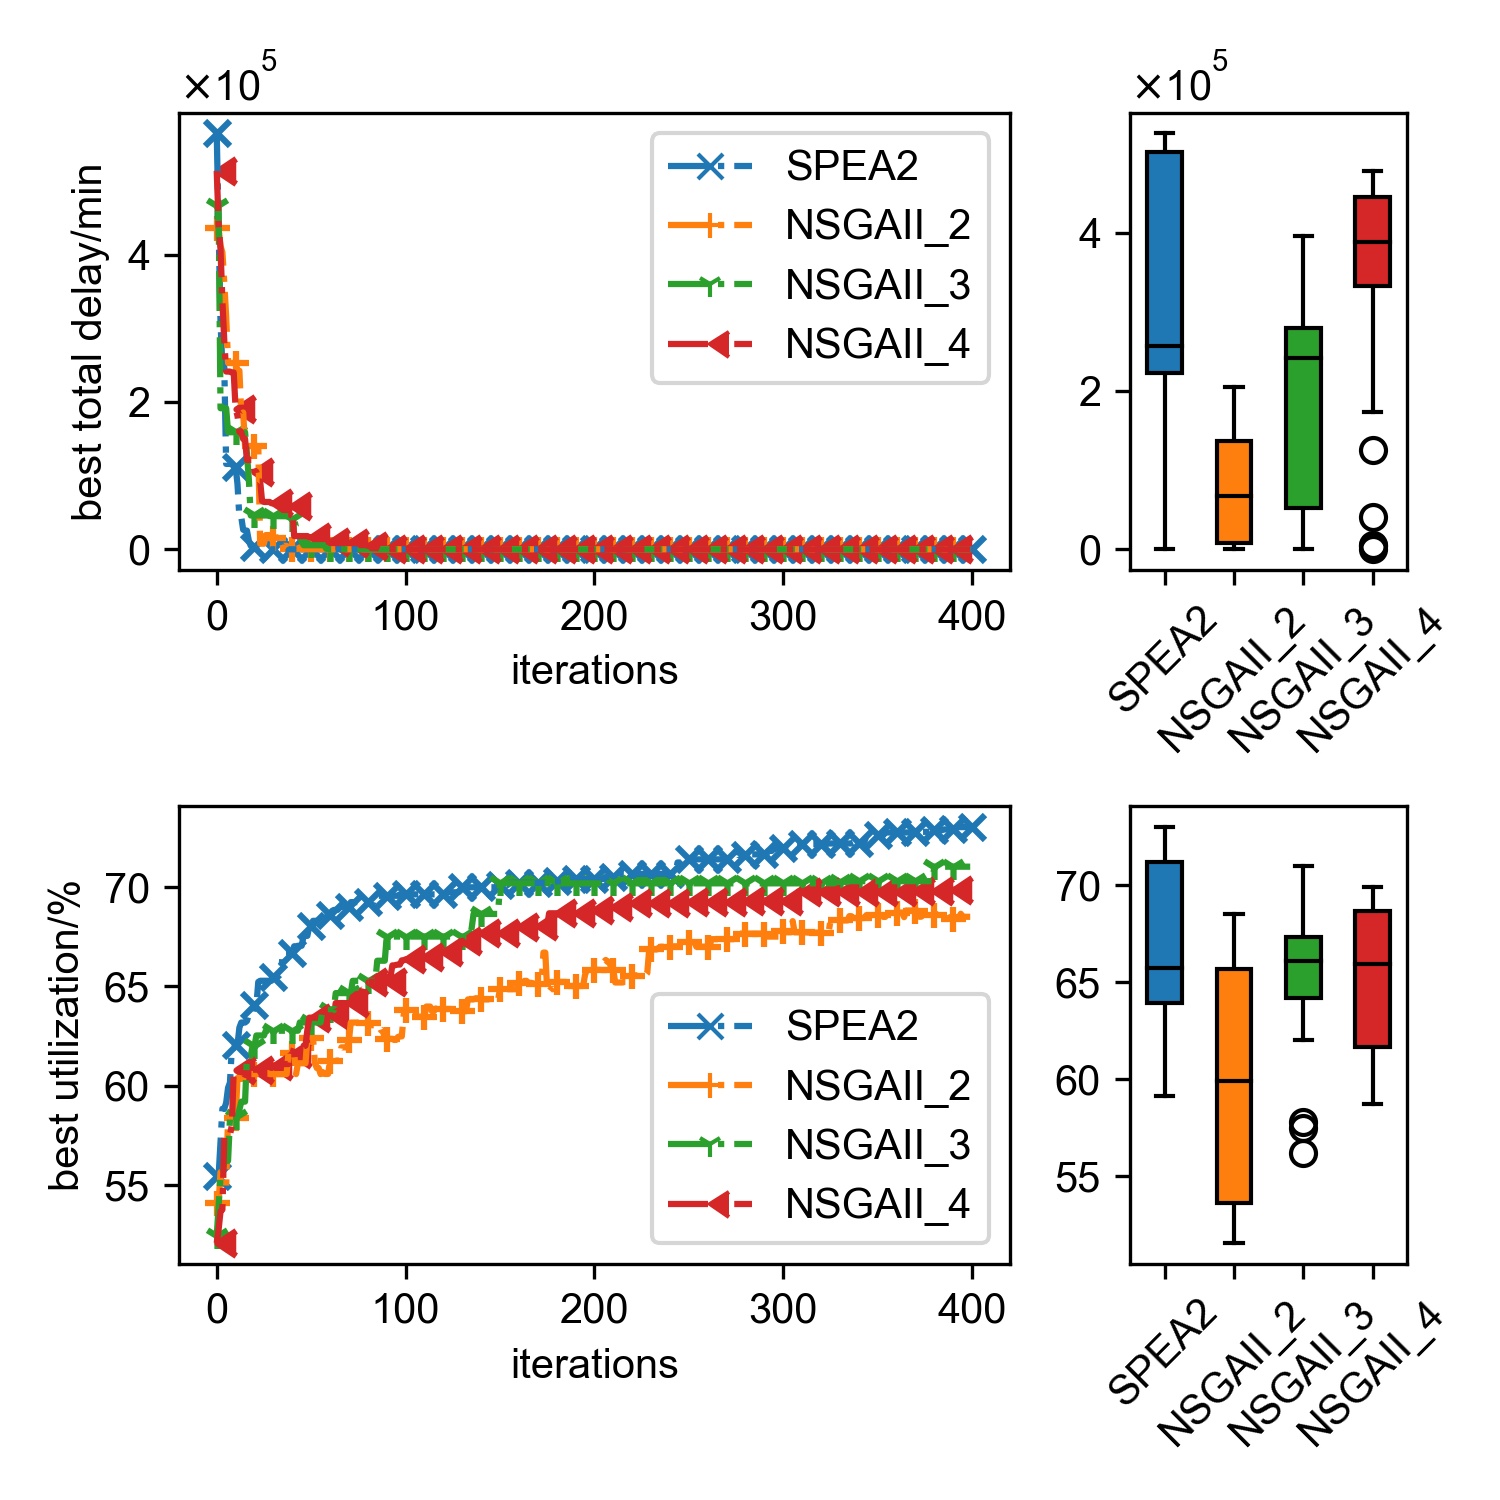 ×10^5
best total delay/min
4
2
0
0 100 200 300 400
iterations
SPEA2
NSGAII_2
NSGAII_3
NSGAII_4
×10^5
4
2
0
SPEA2
NSGAII_2
NSGAII_3
NSGAII_4
best utilization/%
70
65
60
55
0 100 200 300 400
iterations
SPEA2
NSGAII_2
NSGAII_3
NSGAII_4
70
65
60
55
SPEA2
NSGAII_2
NSGAII_3
NSGAII_4